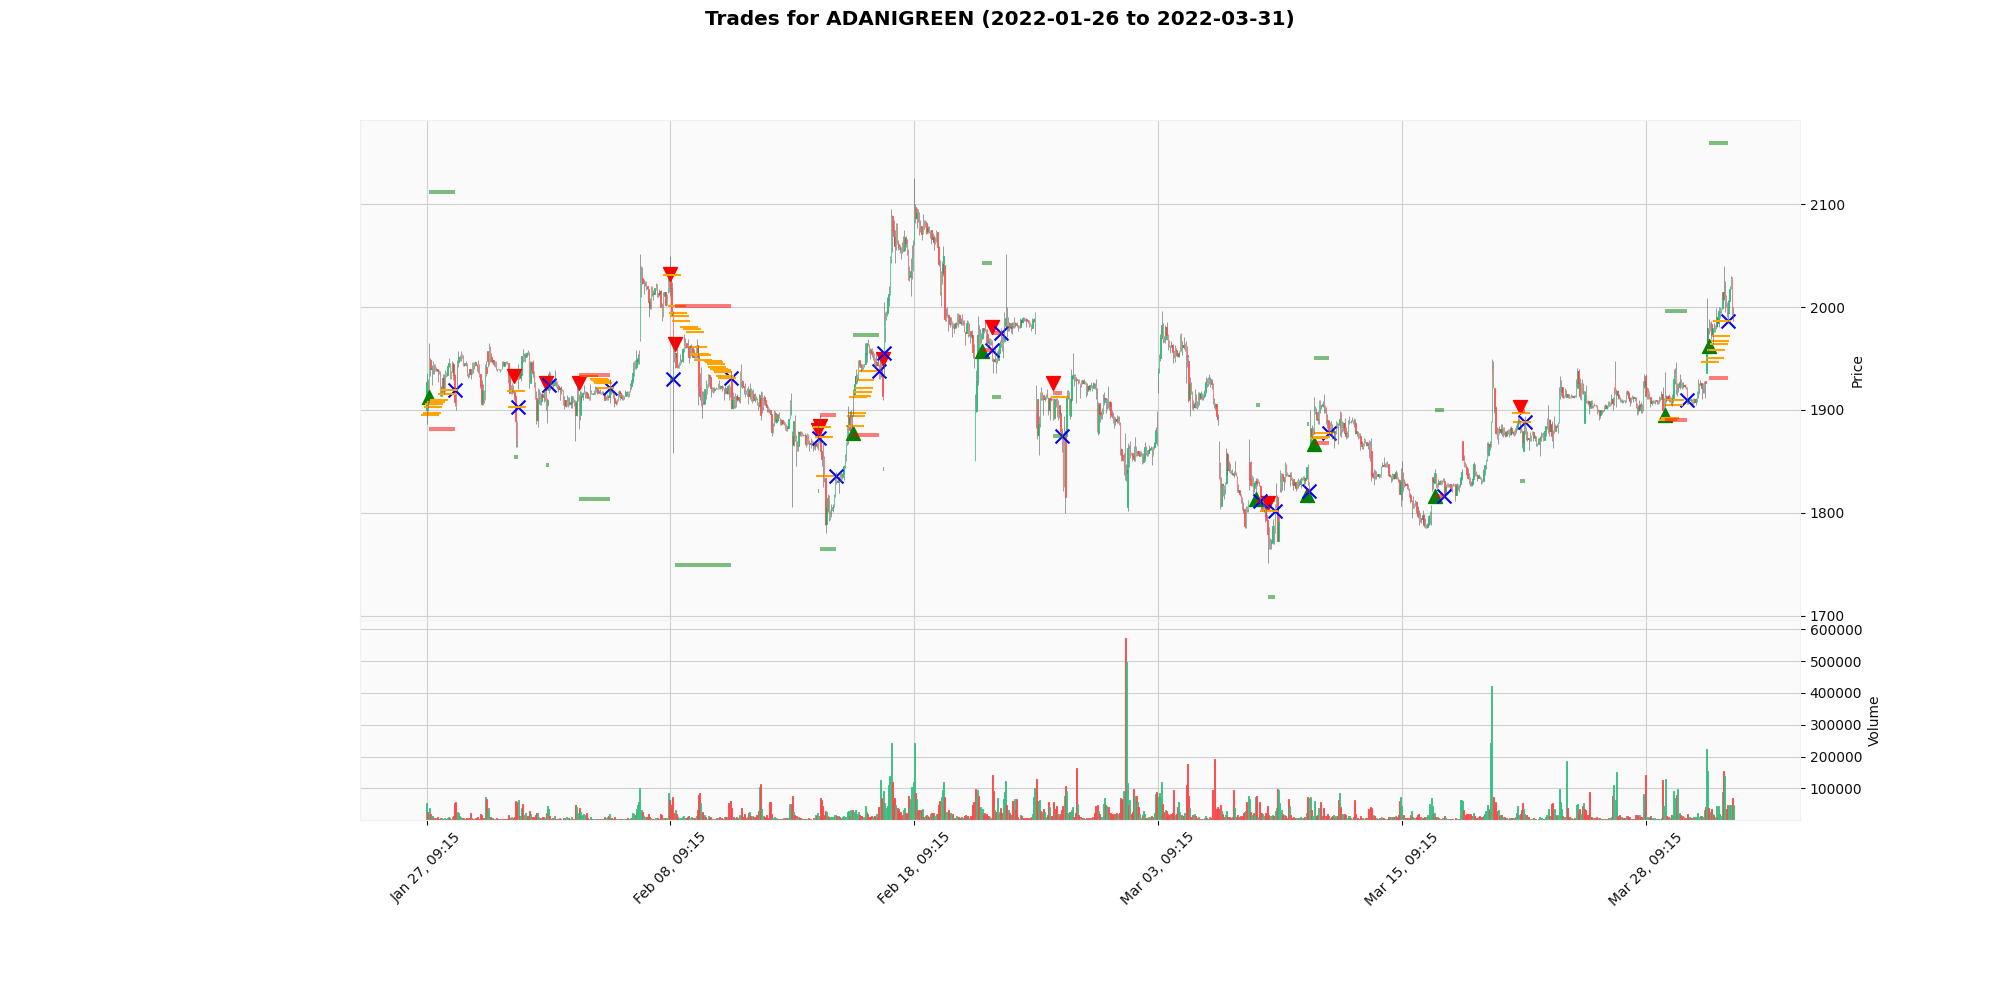 Trades for ADANIGREEN (2022-01-26 to 2022-03-31)
2100
2000
1900
1800
1700
Price
600000
500000
400000
300000
200000
100000
Volume
Jan 27, 09:15
Feb 08, 09:15
Feb 18, 09:15
Mar 03, 09:15
Mar 15, 09:15
Mar 28, 09:15